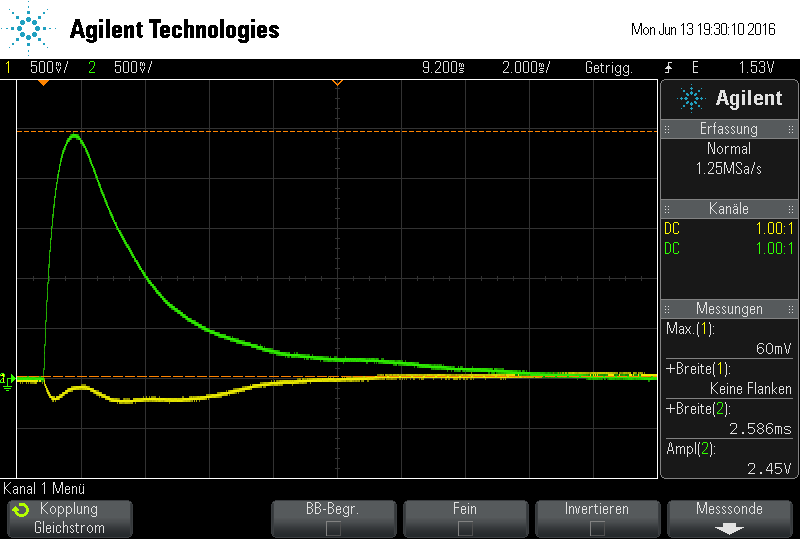 Agilent Technologies
Mon Jun 13 19:30:10 2016
1 500mV/ 2 500mV/ 9.200ms 2.000ms/ Getrigg. E 1.53V
Agilent
Erfassung
Normal
1.25MSa/s
Kanäle
DC 1.00:1
DC 1.00:1
Messungen
Max.(1):
60mV
+Breite(1):
Keine Flanken
+Breite(2):
2.586ms
Ampl(2):
2.45V
Kanal 1 Menü
Kopplung
Gleichstrom
BB-Begr.
Fein
Invertieren
Messsonde